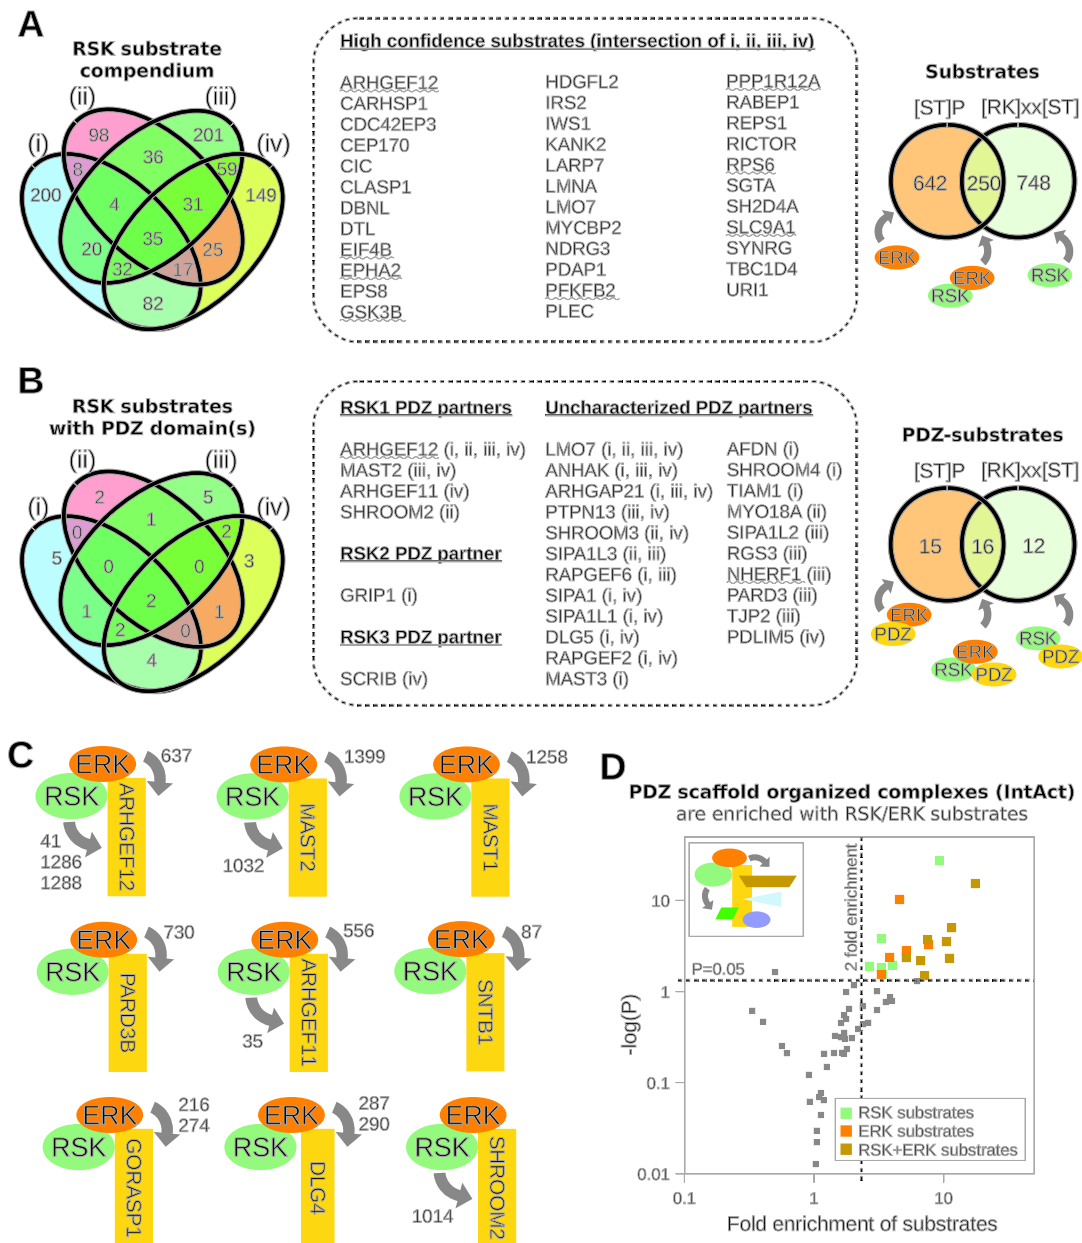 A
RSK substrate
compendium
(i)
(ii)
(iii)
(iv)
98
201
36
8
59
200
149
4
31
35
20
25
32
17
82
High confidence substrates (intersection of i, ii, iii, iv)
ARHGEF12
CARHSP1
CDC42EP3
CEP170
CIC
CLASP1
DBNL
DTL
EIF4B
EPHA2
EPS8
GSK3B
HDGFL2
IRS2
IWS1
KANK2
LARP7
LMNA
LMO7
MYCBP2
NDRG3
PDAP1
PFKFB2
PLEC
PPP1R12A
RABEP1
REPS1
RICTOR
RPS6
SGTA
SH2D4A
SLC9A1
SYNRG
TBC1D4
URI1
Substrates
[ST]P
[RK]xx[ST]
642
250
748
ERK
ERK
RSK
RSK
B
RSK substrates
with PDZ domain(s)
(i)
(ii)
(iii)
(iv)
2
5
1
0
2
5
3
0
0
2
1
1
2
0
4
RSK1 PDZ partners
ARHGEF12 (i, ii, iii, iv)
MAST2 (iii, iv)
ARHGEF11 (iv)
SHROOM2 (ii)
RSK2 PDZ partner
GRIP1 (i)
RSK3 PDZ partner
SCRIB (iv)
Uncharacterized PDZ partners
LMO7 (i, ii, iii, iv)
ANHAK (i, iii, iv)
ARHGAP21 (i, iii, iv)
PTPN13 (iii, iv)
SHROOM3 (ii, iv)
SIPA1L3 (ii, iii)
RAPGEF6 (i, iii)
SIPA1 (i, iv)
SIPA1L1 (i, iv)
DLG5 (i, iv)
RAPGEF2 (i, iv)
MAST3 (i)
AFDN (i)
SHROOM4 (i)
TIAM1 (i)
MYO18A (ii)
SIPA1L2 (iii)
RGS3 (iii)
NHERF1 (iii)
PARD3 (iii)
TJP2 (iii)
PDLIM5 (iv)
PDZ-substrates
[ST]P
[RK]xx[ST]
15
16
12
ERK
PDZ
ERK
RSK
PDZ
RSK
PDZ
C
ERK
RSK
ARHGEF12
637
41
1286
1288
ERK
RSK
MAST2
1399
1032
ERK
RSK
MAST1
1258
ERK
RSK
PARD3B
730
ERK
RSK
ARHGEF11
556
35
ERK
RSK
SNTB1
87
ERK
RSK
GORASP1
216
274
ERK
RSK
DLG4
287
290
ERK
RSK
SHROOM2
1014
D
PDZ scaffold organized complexes (IntAct)
are enriched with RSK/ERK substrates
2 fold enrichment
P=0.05
10
1
0.1
0.01
-log(P)
RSK substrates
ERK substrates
RSK+ERK substrates
0.1
1
10
Fold enrichment of substrates